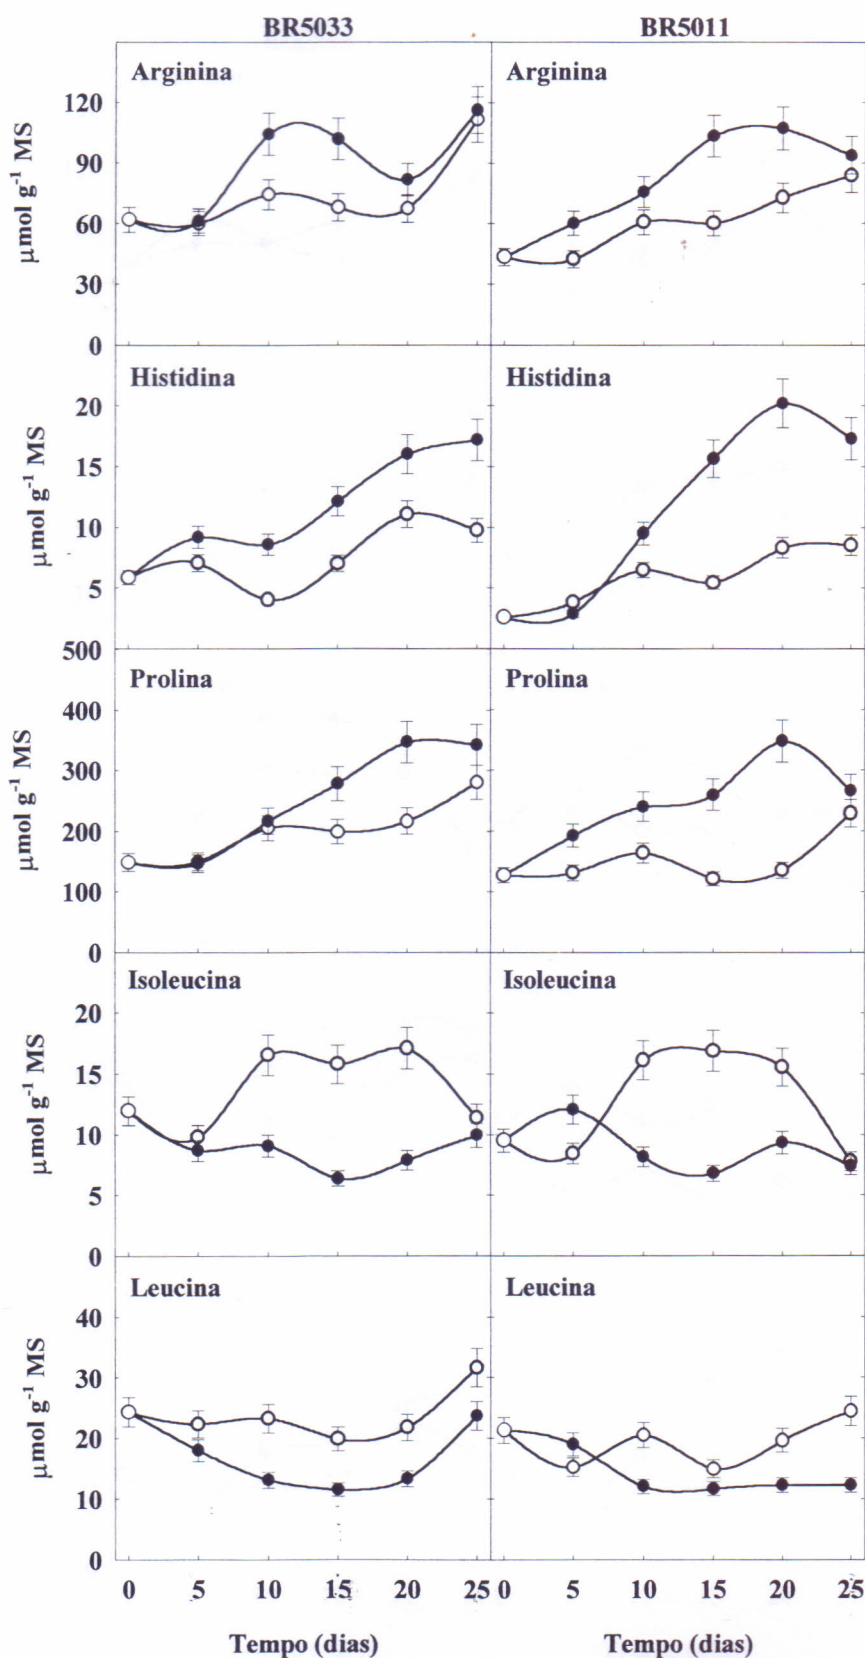 BR5033 BR5011
Arginina Arginina
120
90
60
30
0
μmol g⁻¹ MS
Histidina Histidina
20
15
10
5
μmol g⁻¹ MS
500
Prolina Prolina
400
300
200
100
0
μmol g⁻¹ MS
Isoleucina Isoleucina
20
15
10
5
0
μmol g⁻¹ MS
Leucina Leucina
40
30
20
10
0
μmol g⁻¹ MS
0 5 10 15 20 25 0 5 10 15 20 25
Tempo (dias) Tempo (dias)